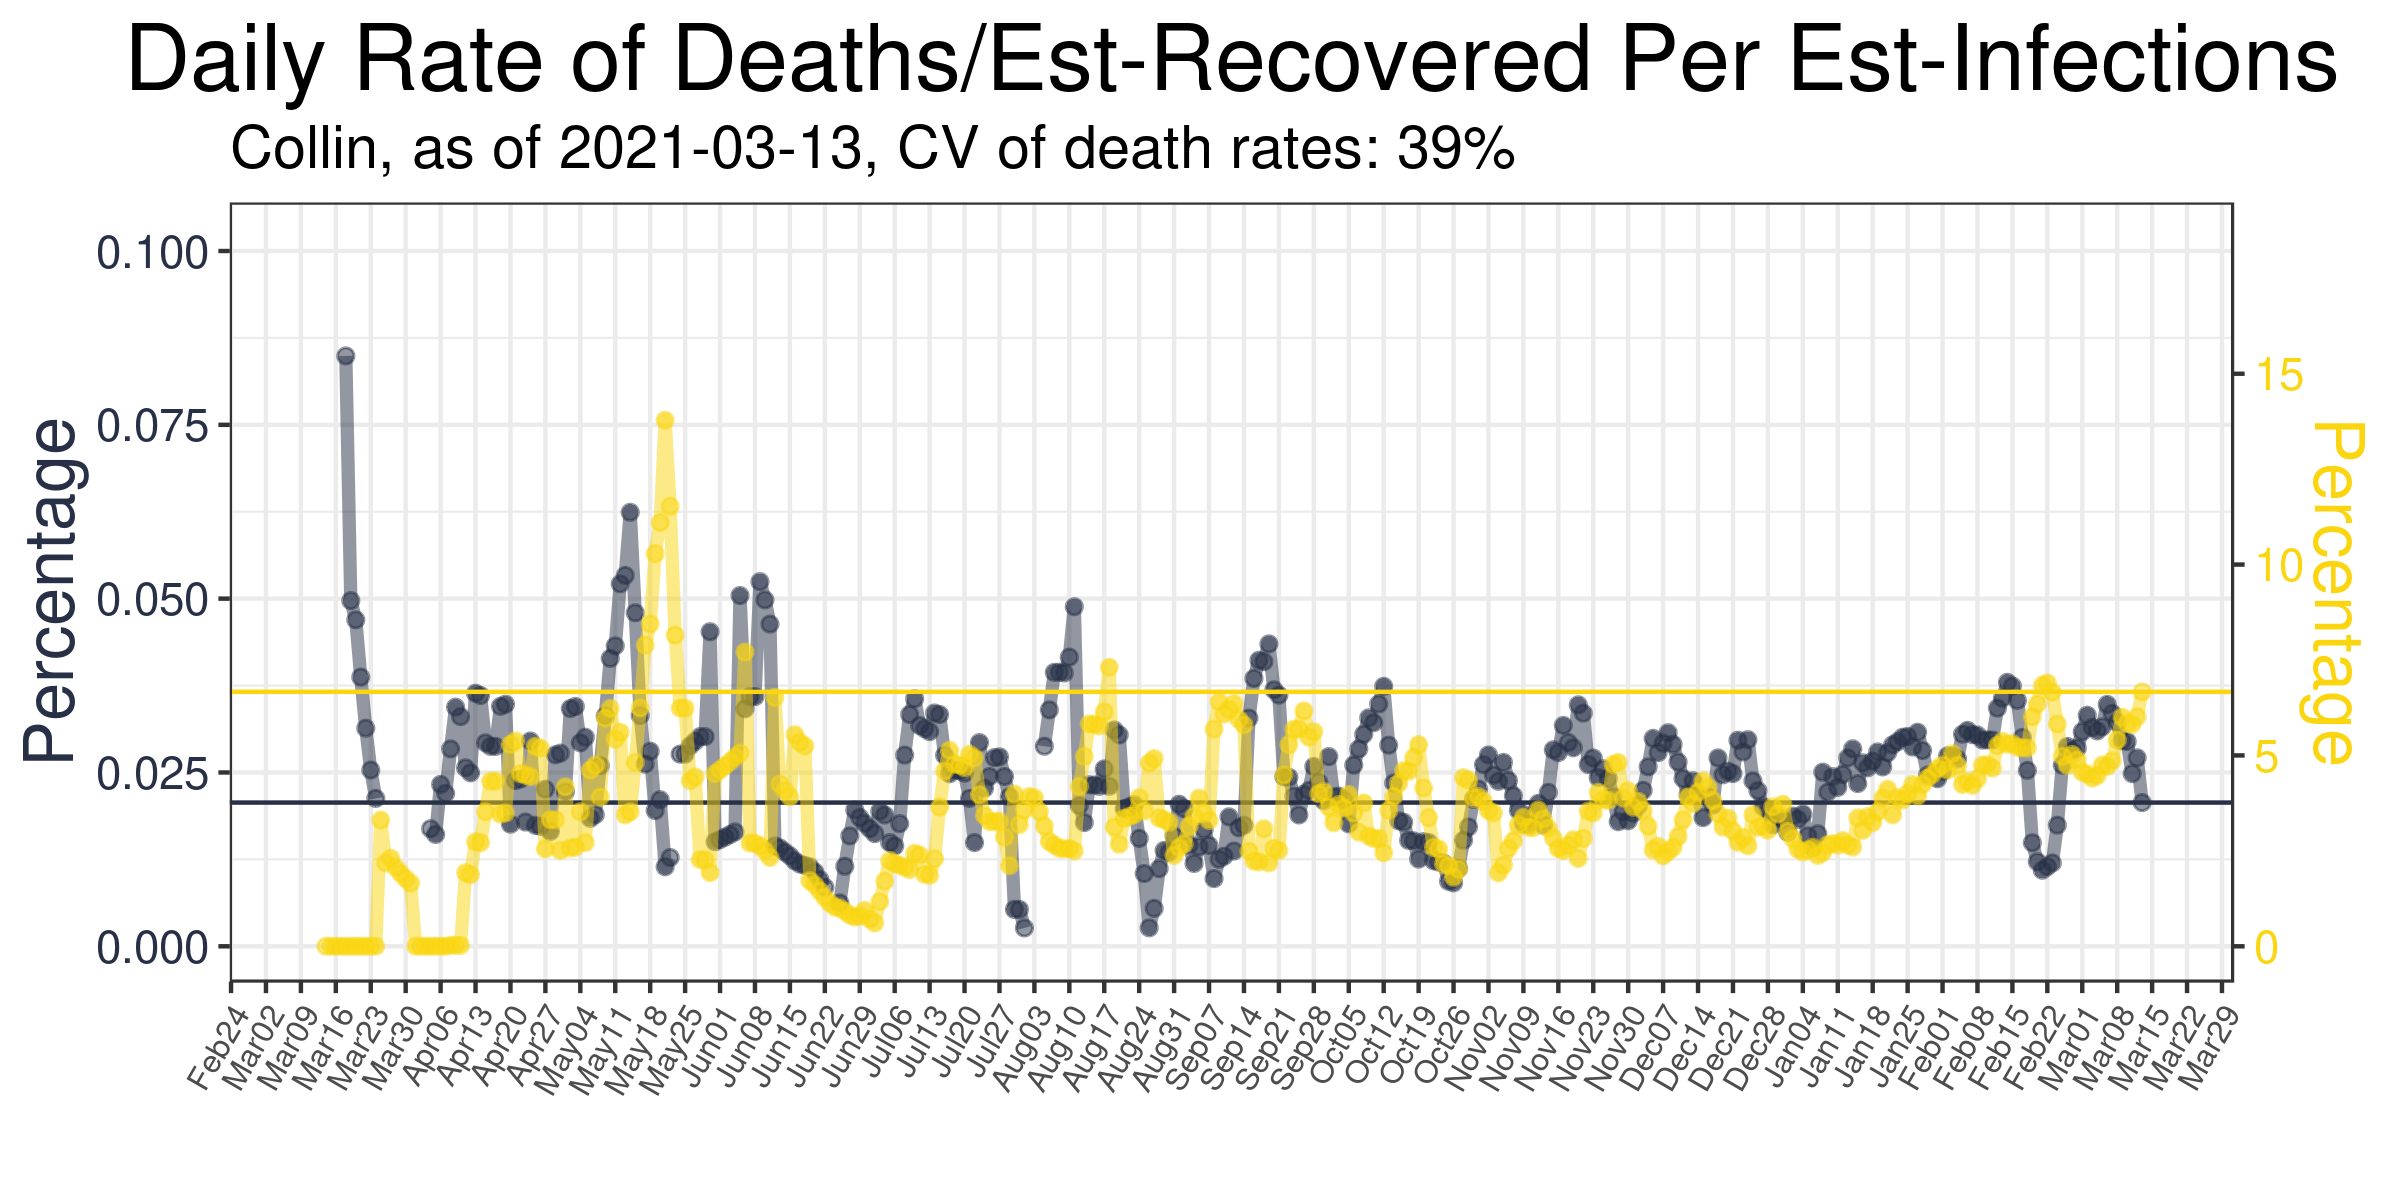 Daily Rate of Deaths/Est-Recovered Per Est-Infections
Collin, as of 2021-03-13, CV of death rates: 39%
Percentage
0.100
0.075
0.050
0.025
0.000
15
10
5
0
Percentage
Feb24
Mar02
Mar09
Mar16
Mar23
Mar30
Apr06
Apr13
Apr20
Apr27
May04
May11
May18
May25
Jun01
Jun08
Jun15
Jun22
Jun29
Jul06
Jul13
Jul20
Jul27
Aug03
Aug10
Aug17
Aug24
Aug31
Sep07
Sep14
Sep21
Sep28
Oct05
Oct12
Oct19
Oct26
Nov02
Nov09
Nov16
Nov23
Nov30
Dec07
Dec14
Dec21
Dec28
Jan04
Jan11
Jan18
Jan25
Feb01
Feb08
Feb15
Feb22
Mar01
Mar08
Mar15
Mar22
Mar29